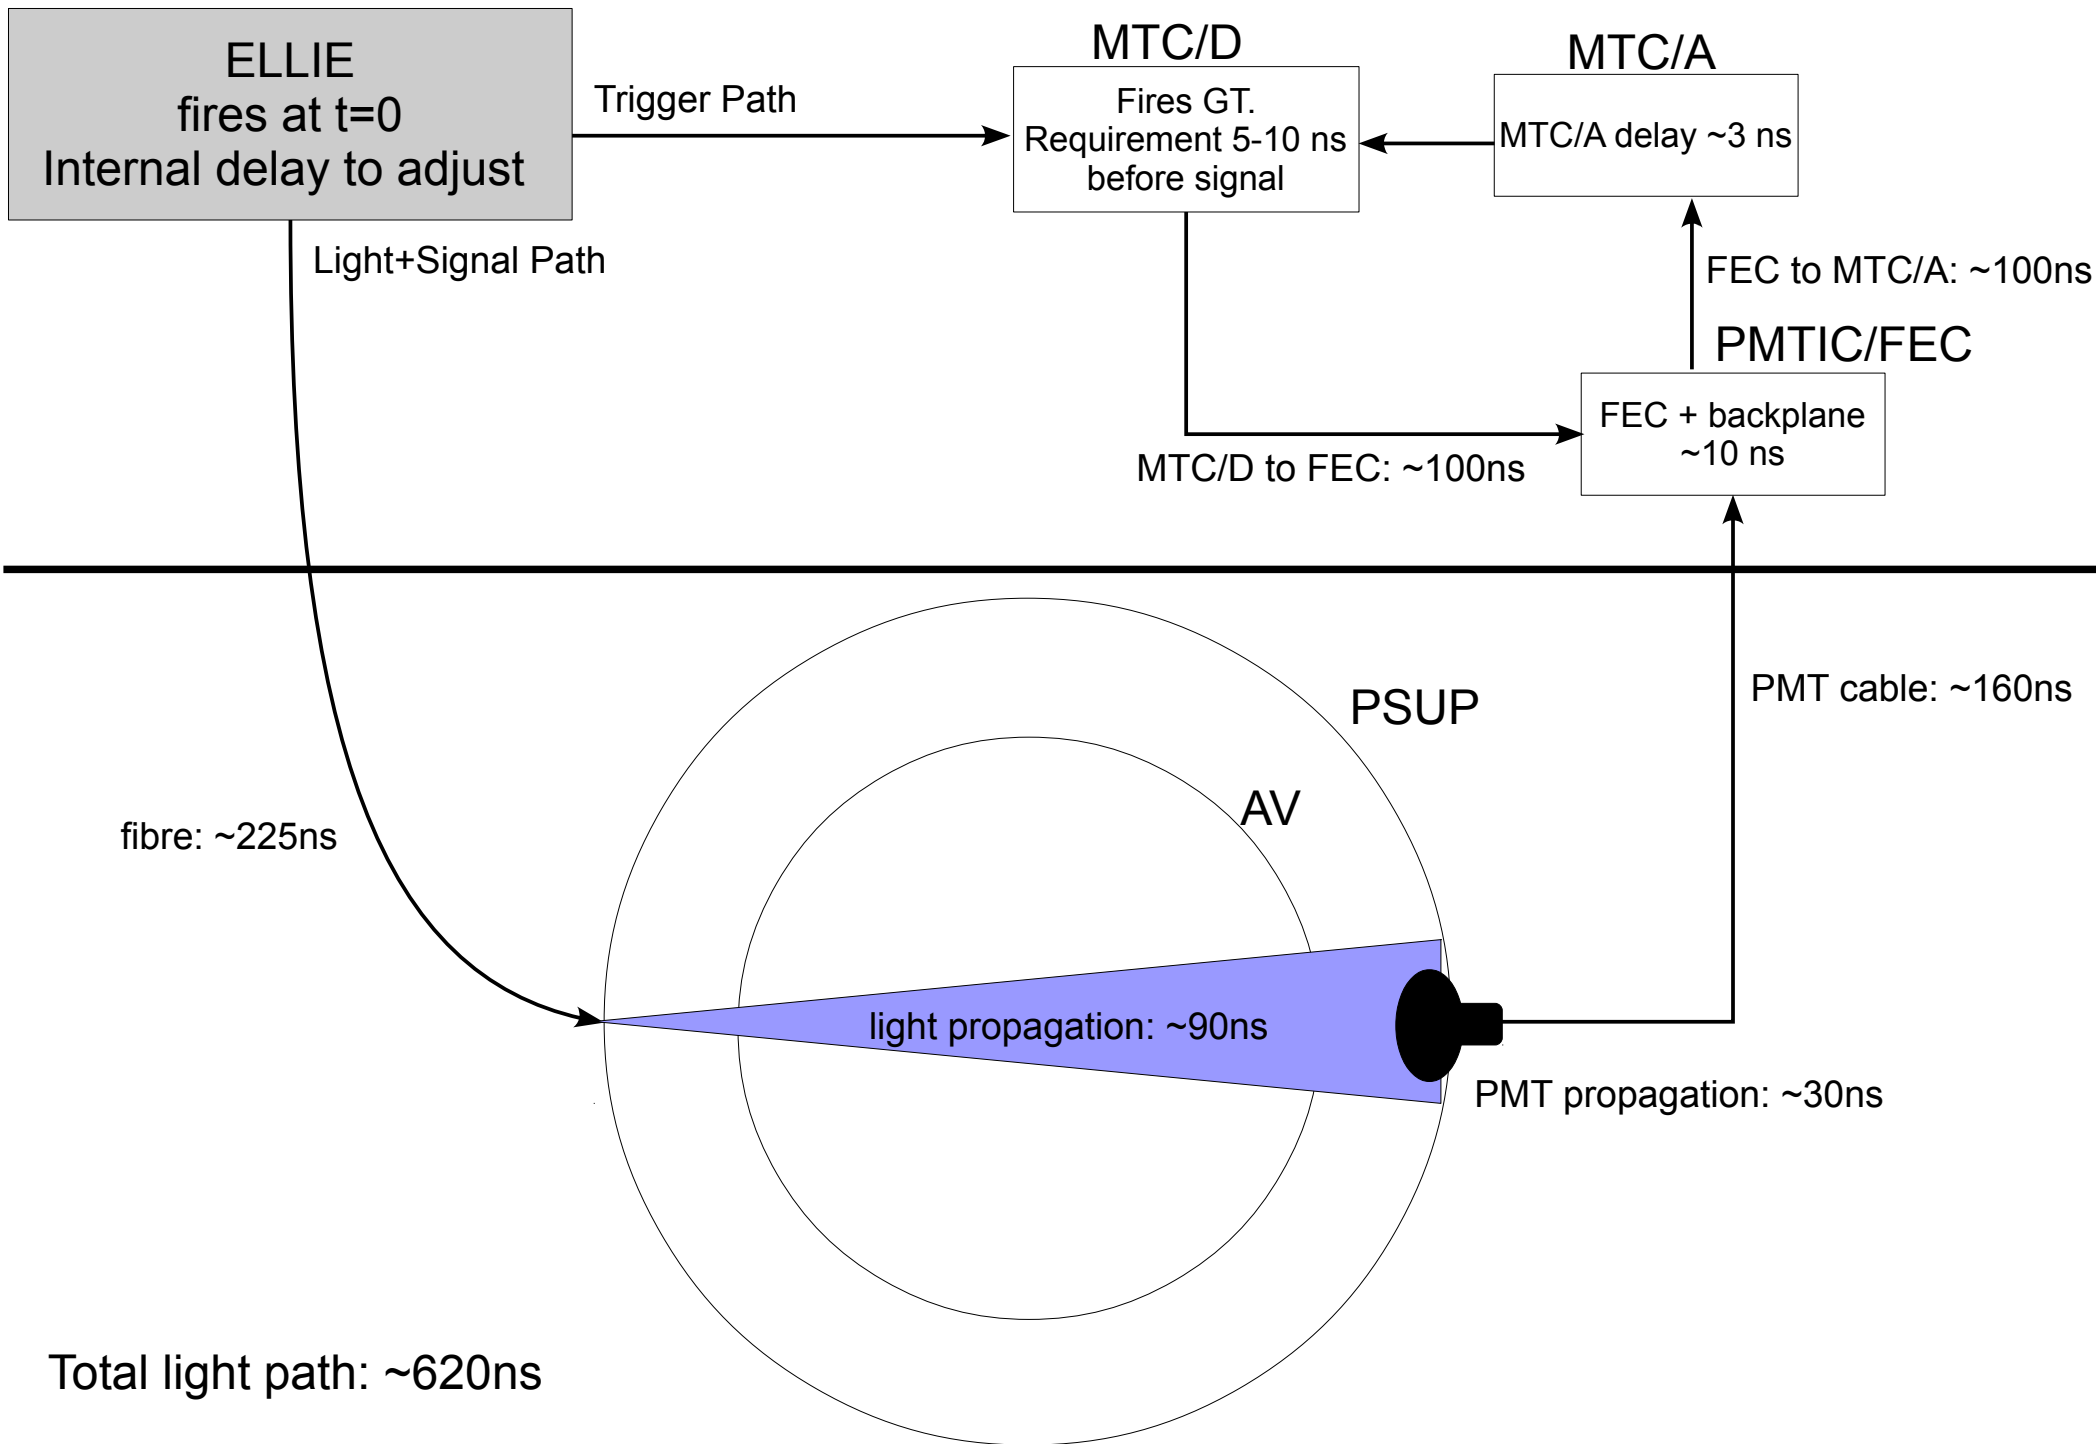 ELLIE
fires at t=0
Internal delay to adjust
Trigger Path
MTC/D
Fires GT.
Requirement 5-10 ns
before signal
MTC/A
MTC/A delay ~3 ns
Light+Signal Path
FEC to MTC/A: ~100ns
PMTIC/FEC
FEC + backplane
~10 ns
MTC/D to FEC: ~100ns
PSUP
PMT cable: ~160ns
AV
fibre: ~225ns
light propagation: ~90ns
PMT propagation: ~30ns
Total light path: ~620ns